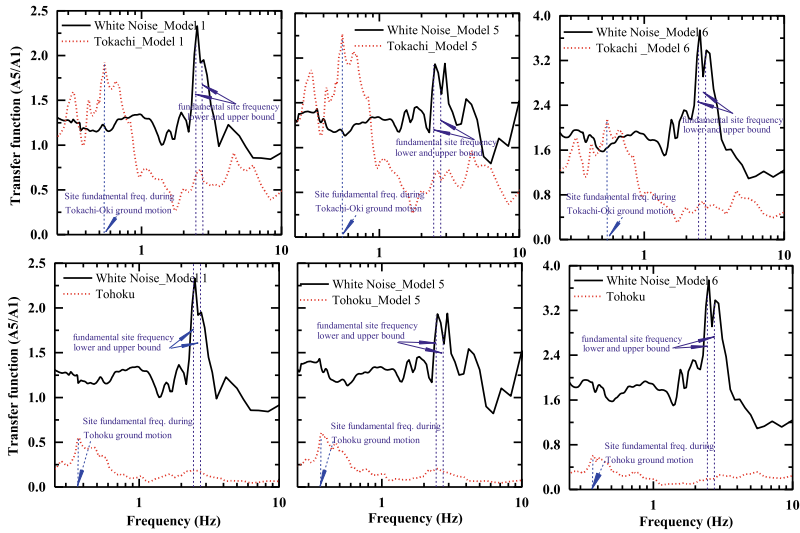 Transfer function (A5/A1)
2.5
2.0
1.5
1.0
0.5
0.0
1
10
White Noise_Model 1
Tokachi_Model 1
fundamental site frequency
lower and upper bound
Site fundamental freq. during
Tokachi-Oki ground motion
1
10
White Noise_Model 5
Tokachi_Model 5
fundamental site frequency
lower and upper bound
Site fundamental freq. during
Tokachi-Oki ground motion
4.0
3.2
2.4
1.6
0.8
0.0
1
10
White Noise_Model 6
Tokachi _Model 6
fundamental site frequency
lower and upper bound
Site fundamental freq. during
Tokachi-Oki ground motion
Transfer function (A5/A1)
2.5
2.0
1.5
1.0
0.5
0.0
1
10
Frequency (Hz)
White Noise_Model 1
Tohoku
fundamental site frequency
lower and upper bound
Site fundamental freq. during
Tohoku ground motion
1
10
Frequency (Hz)
White Noise_Model 5
Tohoku_Model 5
fundamental site frequency
lower and upper bound
Site fundamental freq. during
Tohoku ground motion
4.0
3.2
2.4
1.6
0.8
0.0
1
10
Frequency (Hz)
White Noise_Model 6
Tohoku
fundamental site frequency
lower and upper bound
Site fundamental freq. during
Tohoku ground motion